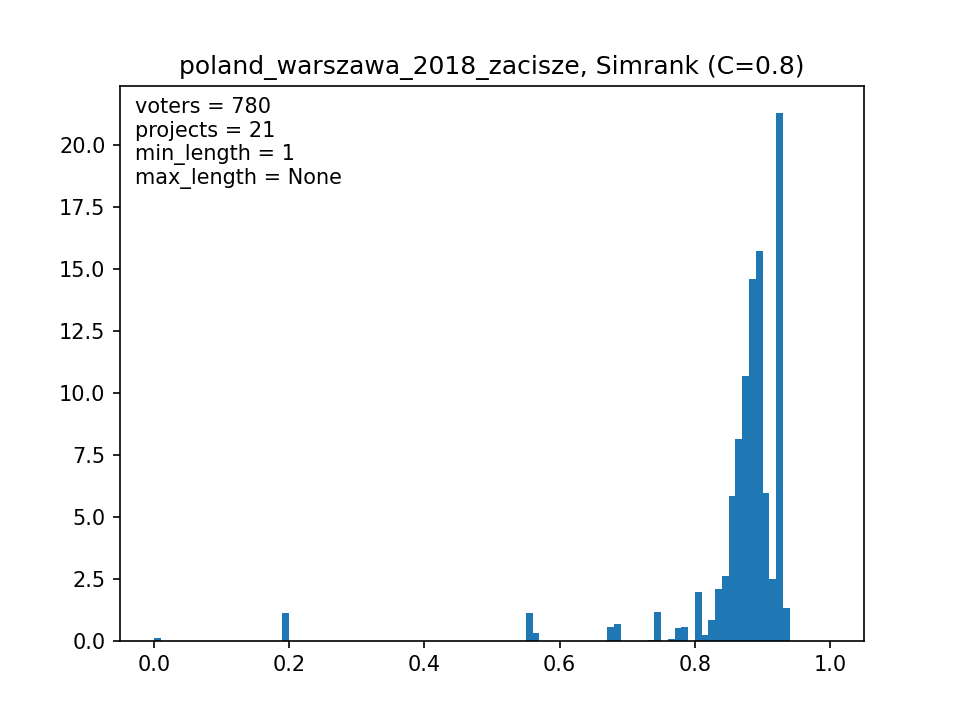 poland_warszawa_2018_zacisze, Simrank (C=0.8)
voters = 780
projects = 21
min_length = 1
max_length = None
20.0
17.5
15.0
12.5
10.0
7.5
5.0
2.5
0.0
0.0 0.2 0.4 0.6 0.8 1.0